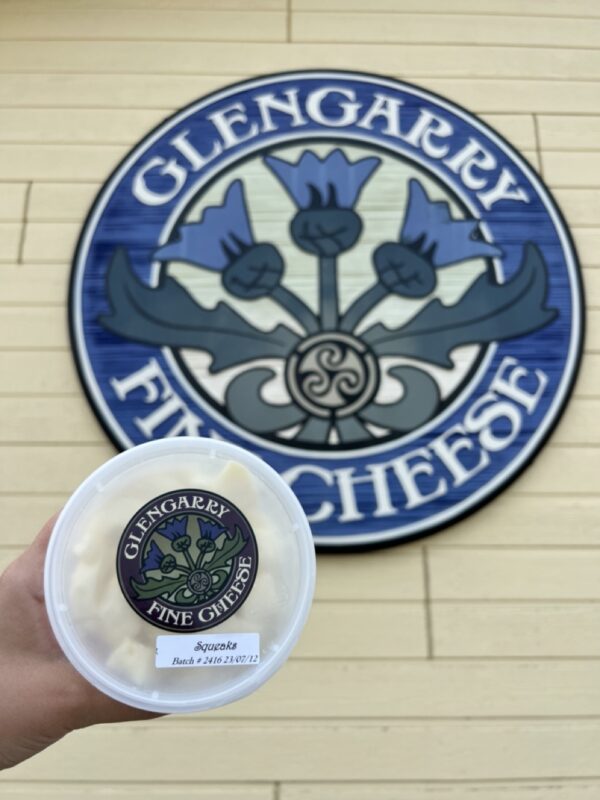 GLENGARRY
FINE CHEESE
GLENGARRY
FINE CHEESE
Squeaks
Batch # 2416 23/07/12